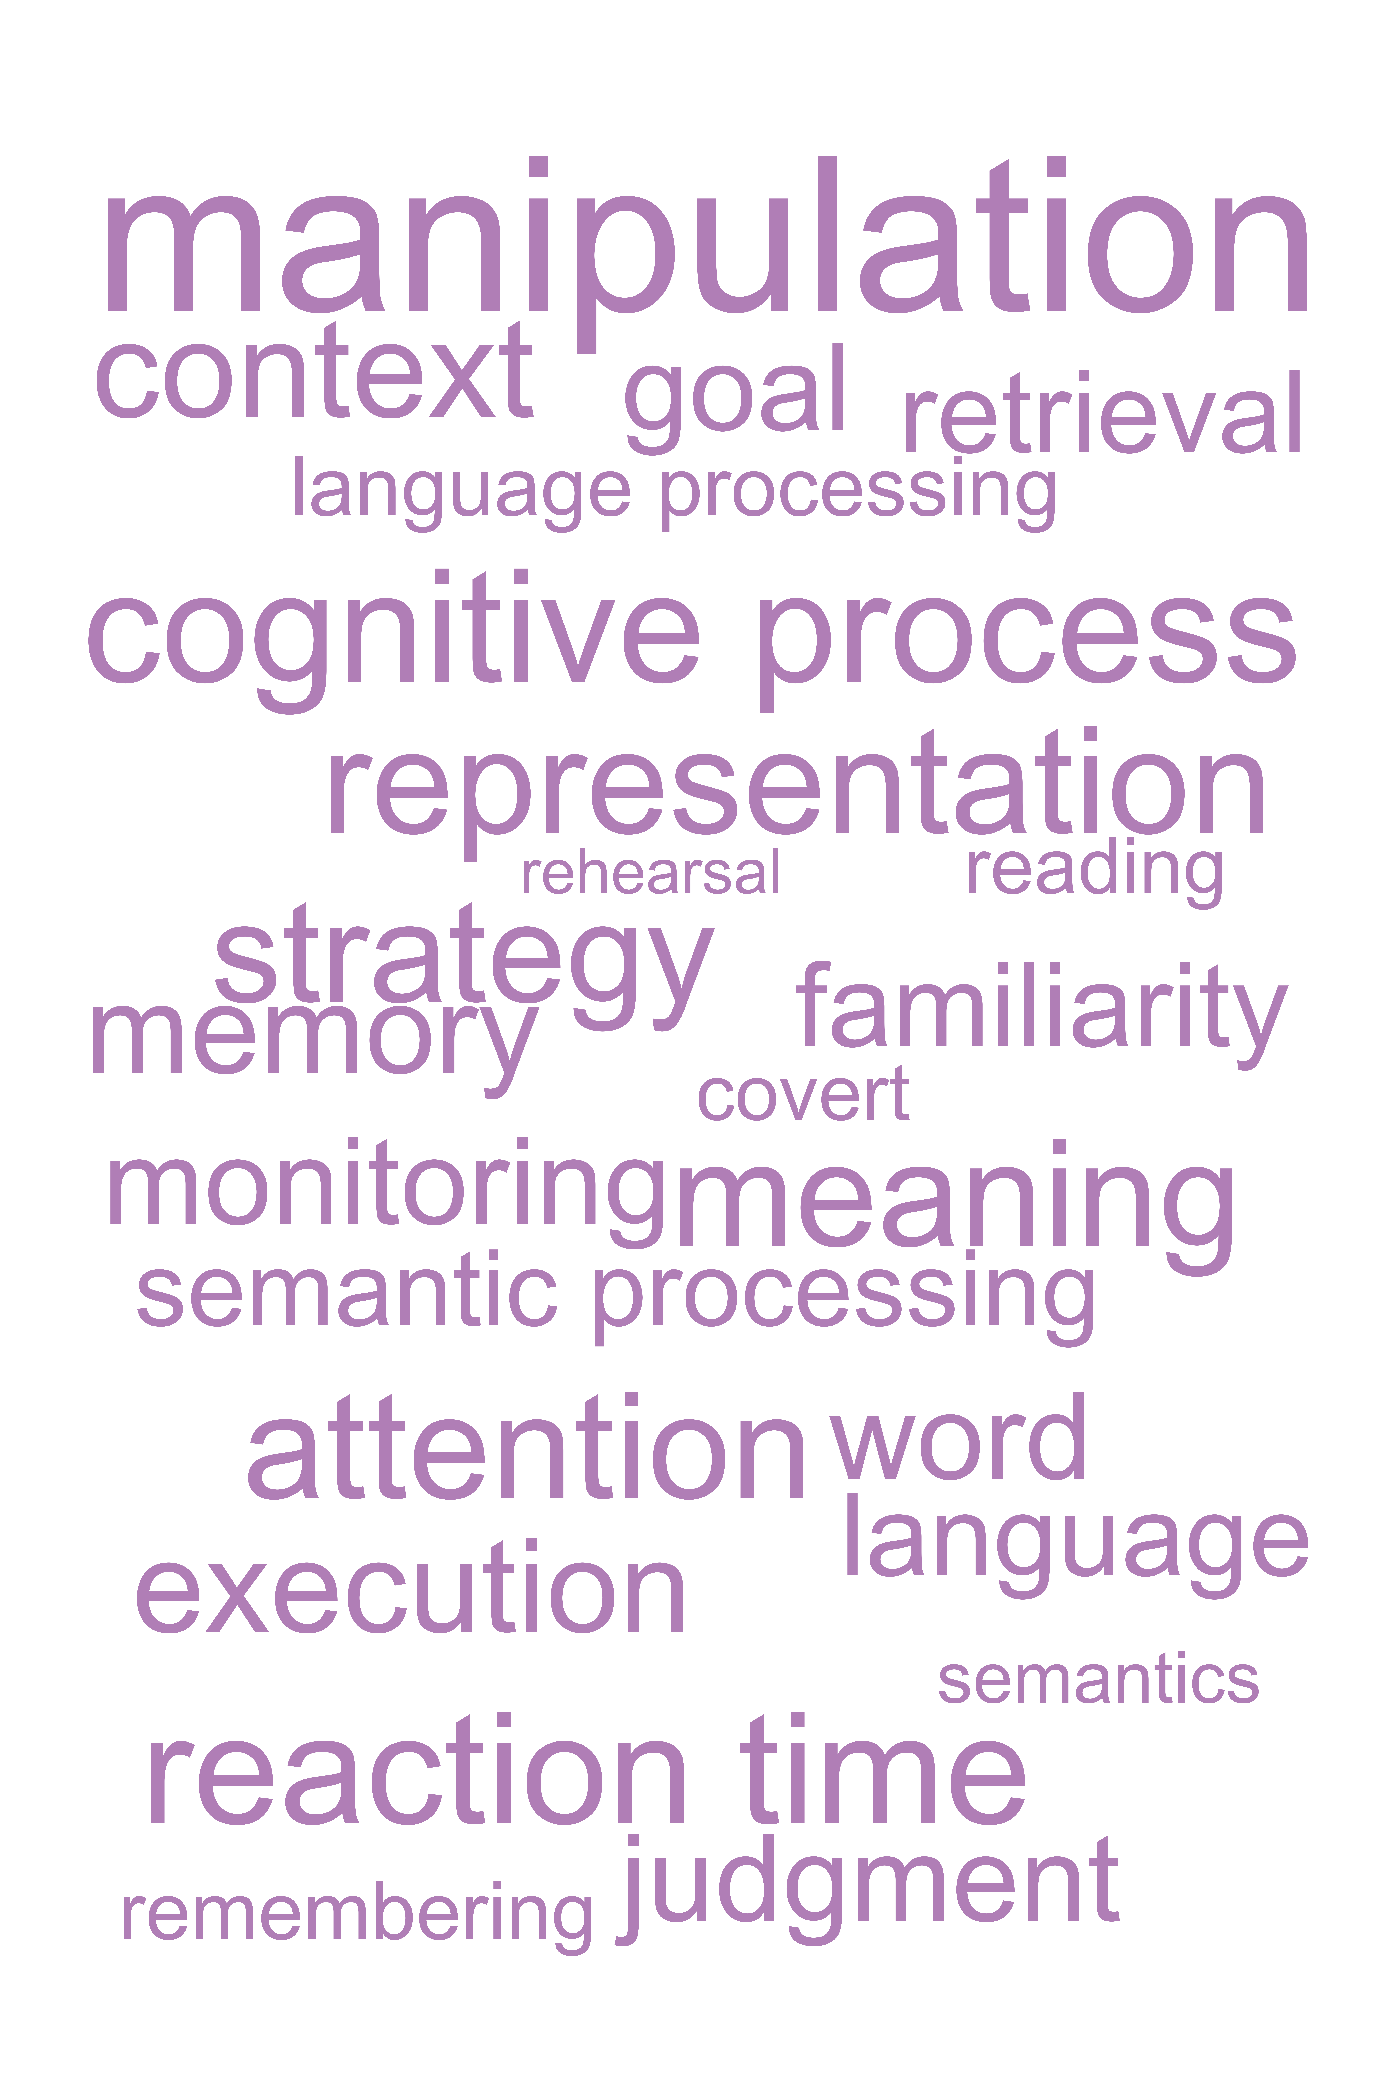 manipulation
context goal retrieval
language processing
cognitive process
representation
rehearsal reading
strategy
memory familiarity
covert
monitoring meaning
semantic processing
attention word
language
execution
semantics
reaction time
judgment
remembering